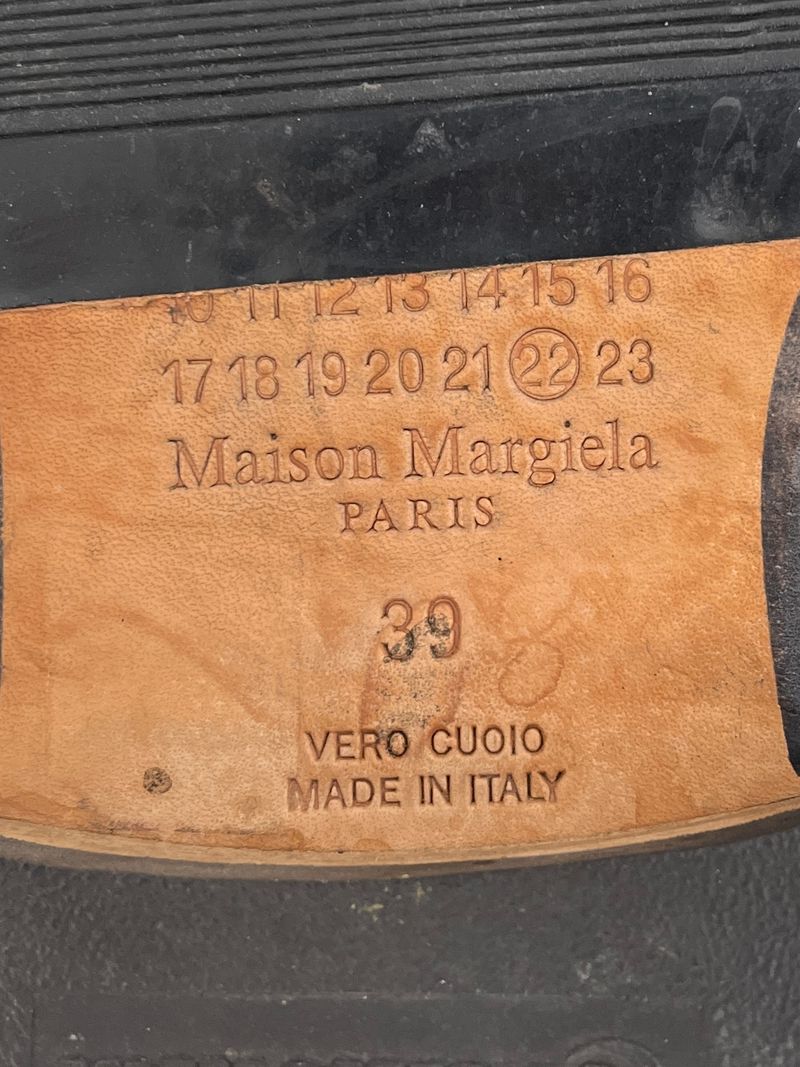 10 11 12 13 14 15 16
17 18 19 20 21 22 23
Maison Margiela
PARIS
39
VERO CUOIO
MADE IN ITALY